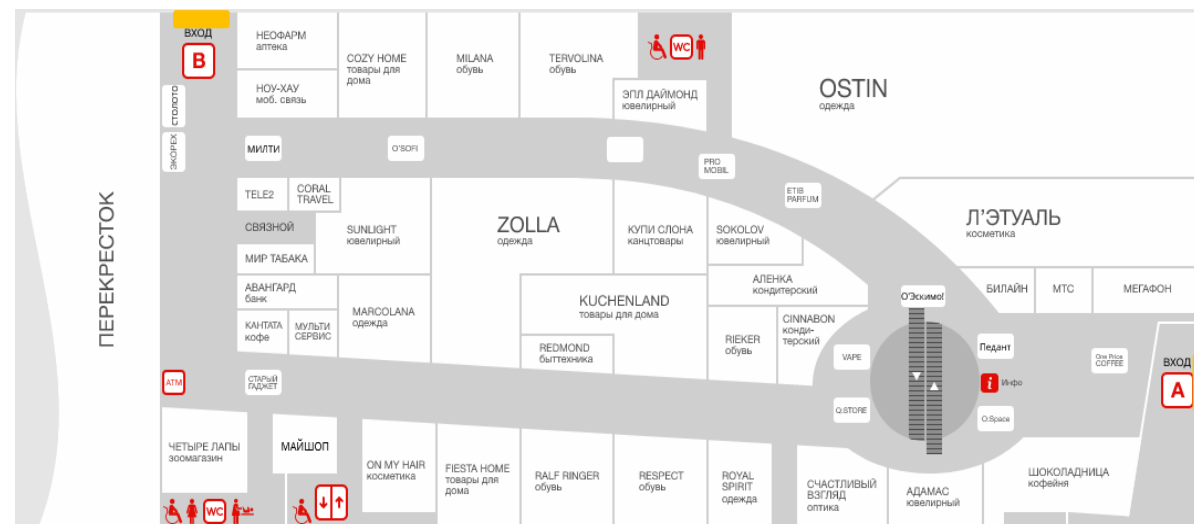 ВХОД
B
НЕОФАРМ
аптека
COZY HOME
товары для
дома
MILANA
обувь
TERVOLINA
обувь
WC
OSTIN
одежда
НОУ-ХАУ
моб. связь
ЭПЛ ДАЙМОНД
ювелирный
СТОЛОТО
ЭКОРЕХ
МИЛТИ
O'SOFI
PRO
MOBIL
ETIB
PARFUM
ПЕРЕКРЕСТОК
TELE2
CORAL
TRAVEL
СВЯЗНОЙ
SUNLIGHT
ювелирный
ZOLLA
одежда
КУПИ СЛОНА
канцтовары
SOKOLOV
ювелирный
Л'ЭТУАЛЬ
косметика
МИР ТАБАКА
АВАНГАРД
банк
АЛЕНКА
кондитерский
БИЛАЙН
МТС
МЕГАФОН
О'Эскимо!
MARCOLANA
одежда
KUCHENLAND
товары для дома
CINNABON
конди-
терский
КАНТАТА
кофе
МУЛЬТИ
СЕРВИС
REDMOND
быттехника
RIEKER
обувь
VAPE
Педант
One Price
COFFEE
ВХОД
A
ATM
СТАРЫЙ
ГАДЖЕТ
i
Инфо
Q.STORE
O.Space
ЧЕТЫРЕ ЛАПЫ
зоомагазин
МАЙШОП
ON MY HAIR
косметика
FIESTA HOME
товары для
дома
RALF RINGER
обувь
RESPECT
обувь
ROYAL
SPIRIT
одежда
СЧАСТЛИВЫЙ
ВЗГЛЯД
оптика
АДАМАС
ювелирный
ШОКОЛАДНИЦА
кофейня
WC